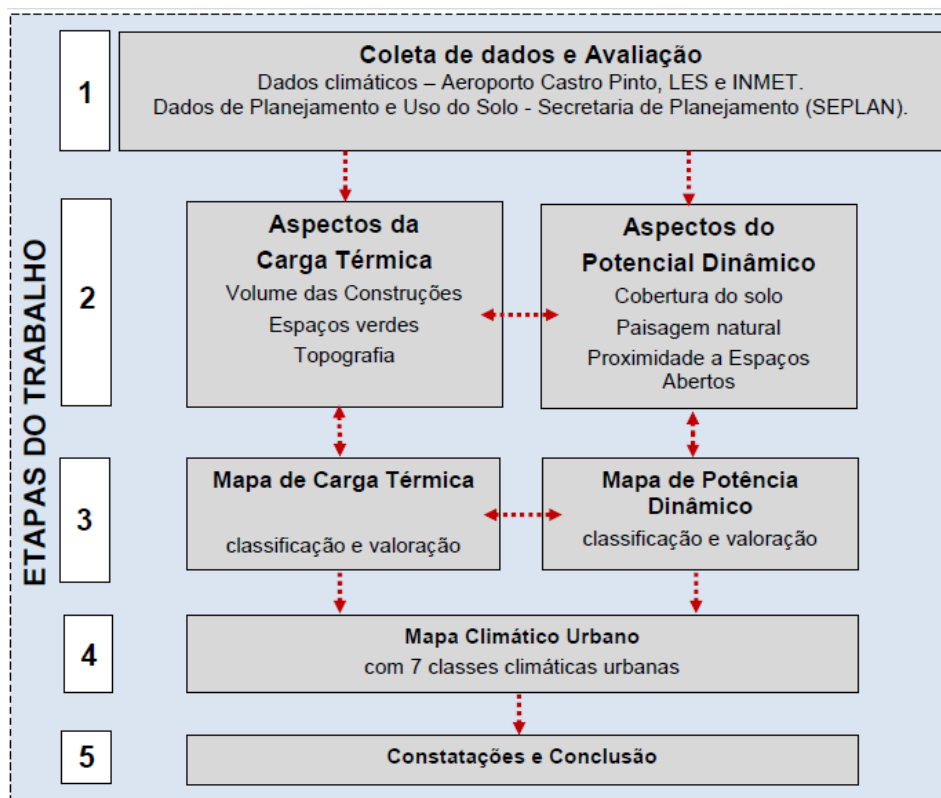 ETAPAS DO TRABALHO
1
Coleta de dados e Avaliação
Dados climáticos – Aeroporto Castro Pinto, LES e INMET.
Dados de Planejamento e Uso do Solo - Secretaria de Planejamento (SEPLAN).
2
Aspectos da
Carga Térmica
Volume das Construções
Espaços verdes
Topografia
Aspectos do
Potencial Dinâmico
Cobertura do solo
Paisagem natural
Proximidade a Espaços
Abertos
3
Mapa de Carga Térmica
classificação e valoração
Mapa de Potência
Dinâmico
classificação e valoração
4
Mapa Climático Urbano
com 7 classes climáticas urbanas
5
Constatações e Conclusão